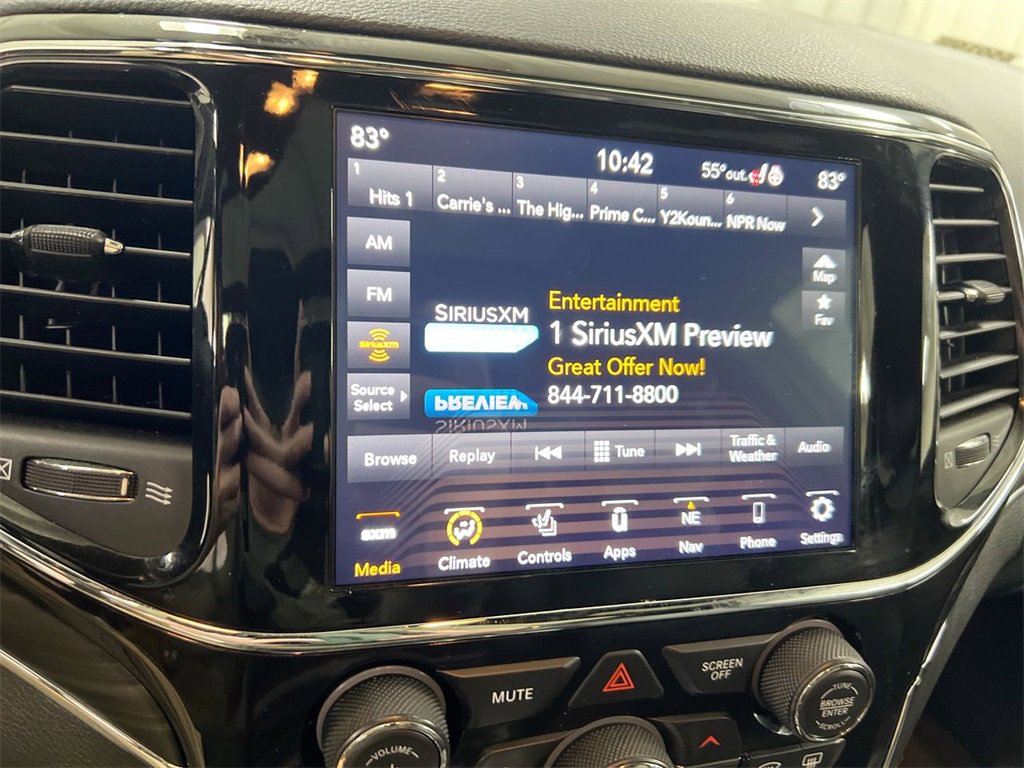 83°
10:42
55°out
83°
1 Hits 1
2 Carrie's ...
3 The Hig...
4 Prime C...
5 Y2Koun...
6 NPR Now
AM
FM
SiriusXM
Source
Select
SIRIUSXM
PREVIEW
SIRIUSXM
Entertainment
1 SiriusXM Preview
Great Offer Now!
844-711-8800
Map
Fav
Browse
Replay
Tune
Traffic &
Weather
Audio
Media
Climate
Controls
Apps
NE
Nav
Phone
Settings
MUTE
SCREEN
OFF
VOLUME
TUNE
BROWSE
ENTER
SCROLL